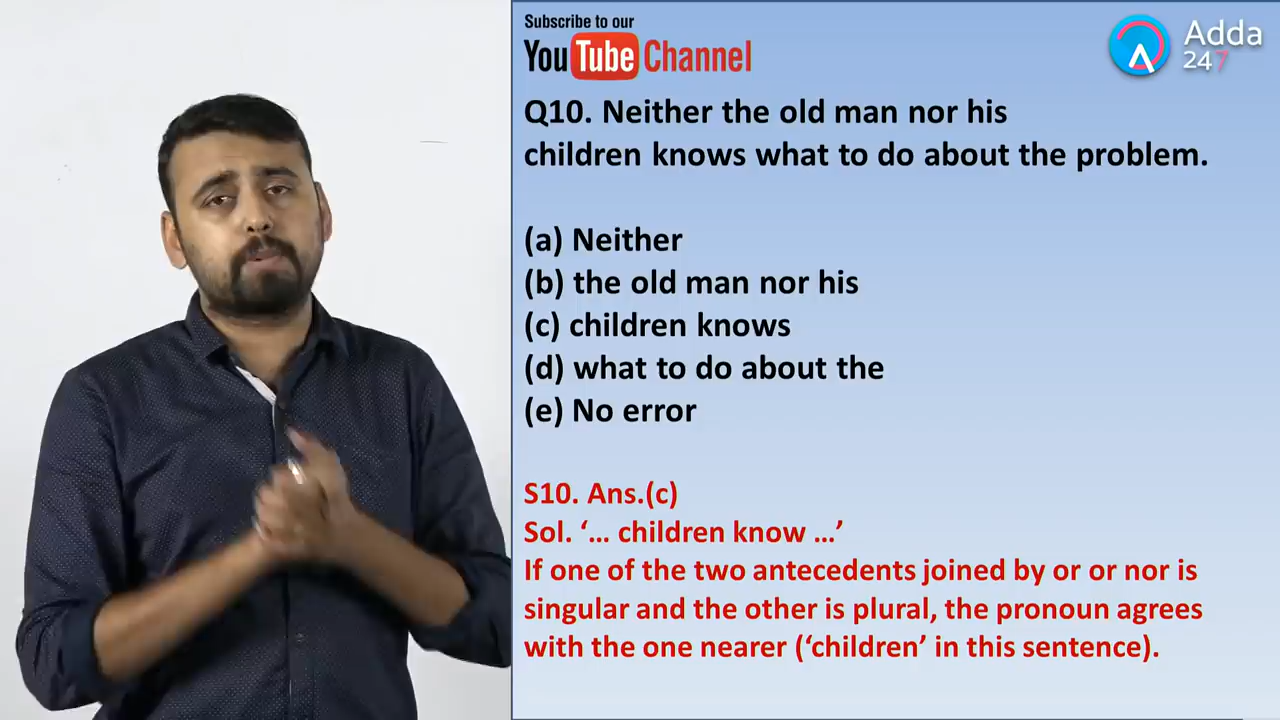 Subscribe to our
YouTube Channel
Adda
247
Q10. Neither the old man nor his
children knows what to do about the problem.
(a) Neither
(b) the old man nor his
(c) children knows
(d) what to do about the
(e) No error
S10. Ans.(c)
Sol. ‘... children know ...’
If one of the two antecedents joined by or or nor is
singular and the other is plural, the pronoun agrees
with the one nearer (‘children’ in this sentence).